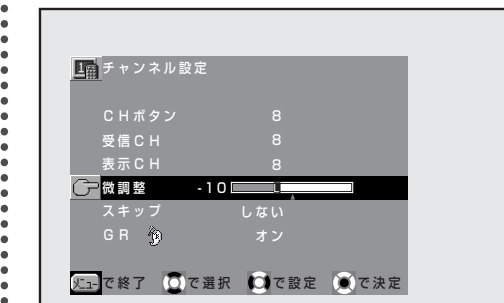 チャンネル設定
CHボタン 8
受信CH 8
表示CH 8
微調整 -10
スキップ しない
GR オン
メニューで終了 で選択 で設定 で決定